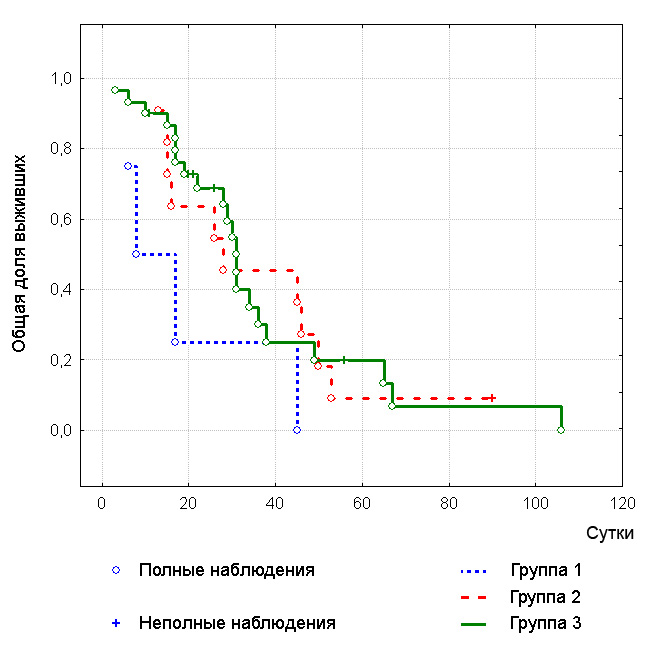 Общая доля выживших
1,0
0,8
0,6
0,4
0,2
0,0
0 20 40 60 80 100 120
Сутки
Полные наблюдения
Неполные наблюдения
Группа 1
Группа 2
Группа 3